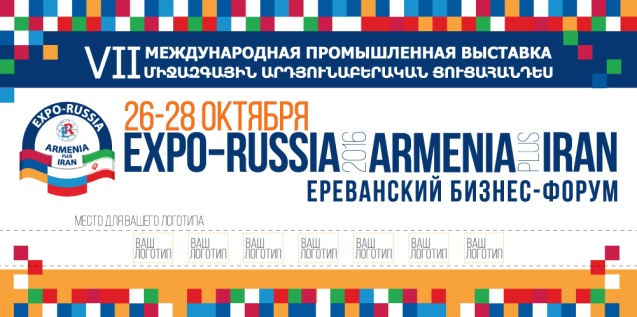 VII МЕЖДУНАРОДНАЯ ПРОМЫШЛЕННАЯ ВЫСТАВКА
ՄԻՋԱԶԳԱՅԻՆ ԱՐԴՅՈՒՆԱԲԵՐԱԿԱՆ ՑՈՒՑԱՀԱՆԴԵՍ
EXPO-RUSSIA
ARMENIA
PLUS
IRAN
26-28 ОКТЯБРЯ
EXPO-RUSSIA 2016 ARMENIA PLUS IRAN
ЕРЕВАНСКИЙ БИЗНЕС-ФОРУМ
МЕСТО ДЛЯ ВАШЕГО ЛОГОТИПА
ВАШ ЛОГОТИП ВАШ ЛОГОТИП ВАШ ЛОГОТИП ВАШ ЛОГОТИП ВАШ ЛОГОТИП ВАШ ЛОГОТИП ВАШ ЛОГОТИП